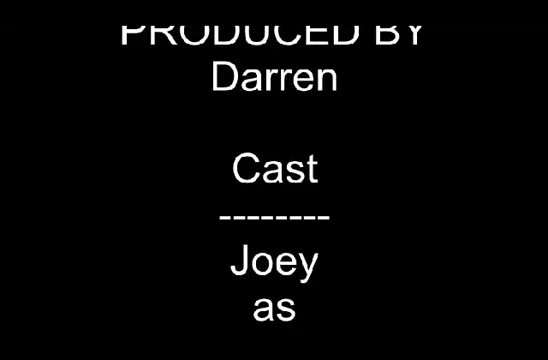 PRODUCED BY
Darren
Cast
--------
Joey
as